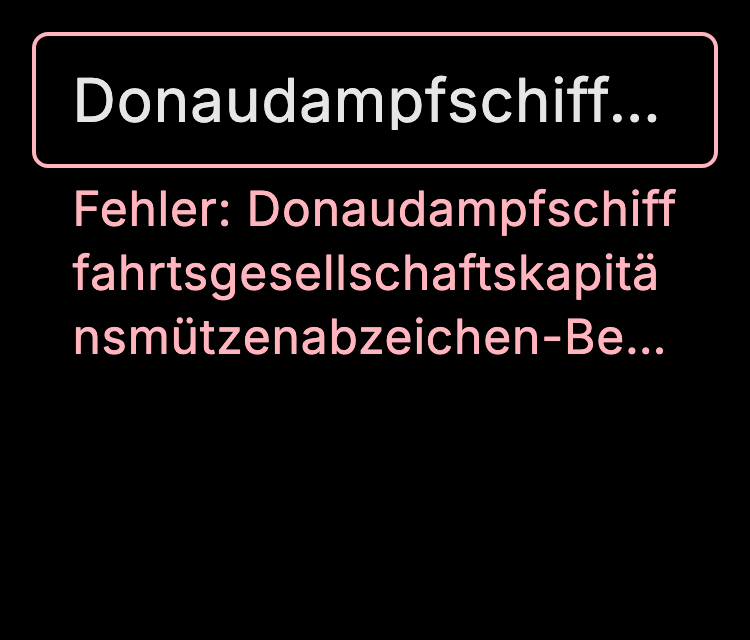 Donaudampfschiff...
Fehler: Donaudampfschiff
fahrtsgesellschaftskapitä
nsmützenabzeichen-Be...